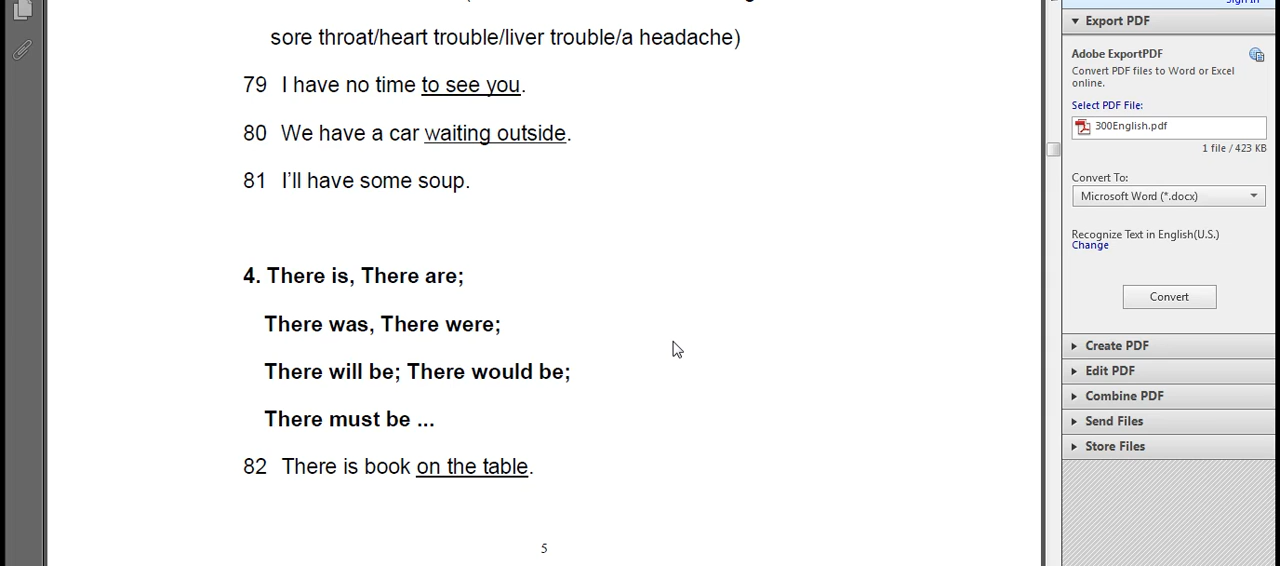 sore throat/heart trouble/liver trouble/a headache)
79 I have no time to see you.
80 We have a car waiting outside.
81 I'll have some soup.
4. There is, There are;
There was, There were;
There will be; There would be;
There must be ...
82 There is book on the table.
5
Export PDF
Adobe ExportPDF
Convert PDF files to Word or Excel
online.
Select PDF File:
300English.pdf
1 file / 423 KB
Convert To:
Microsoft Word (*.docx)
Recognize Text in English(U.S.)
Change
Convert
Create PDF
Edit PDF
Combine PDF
Send Files
Store Files